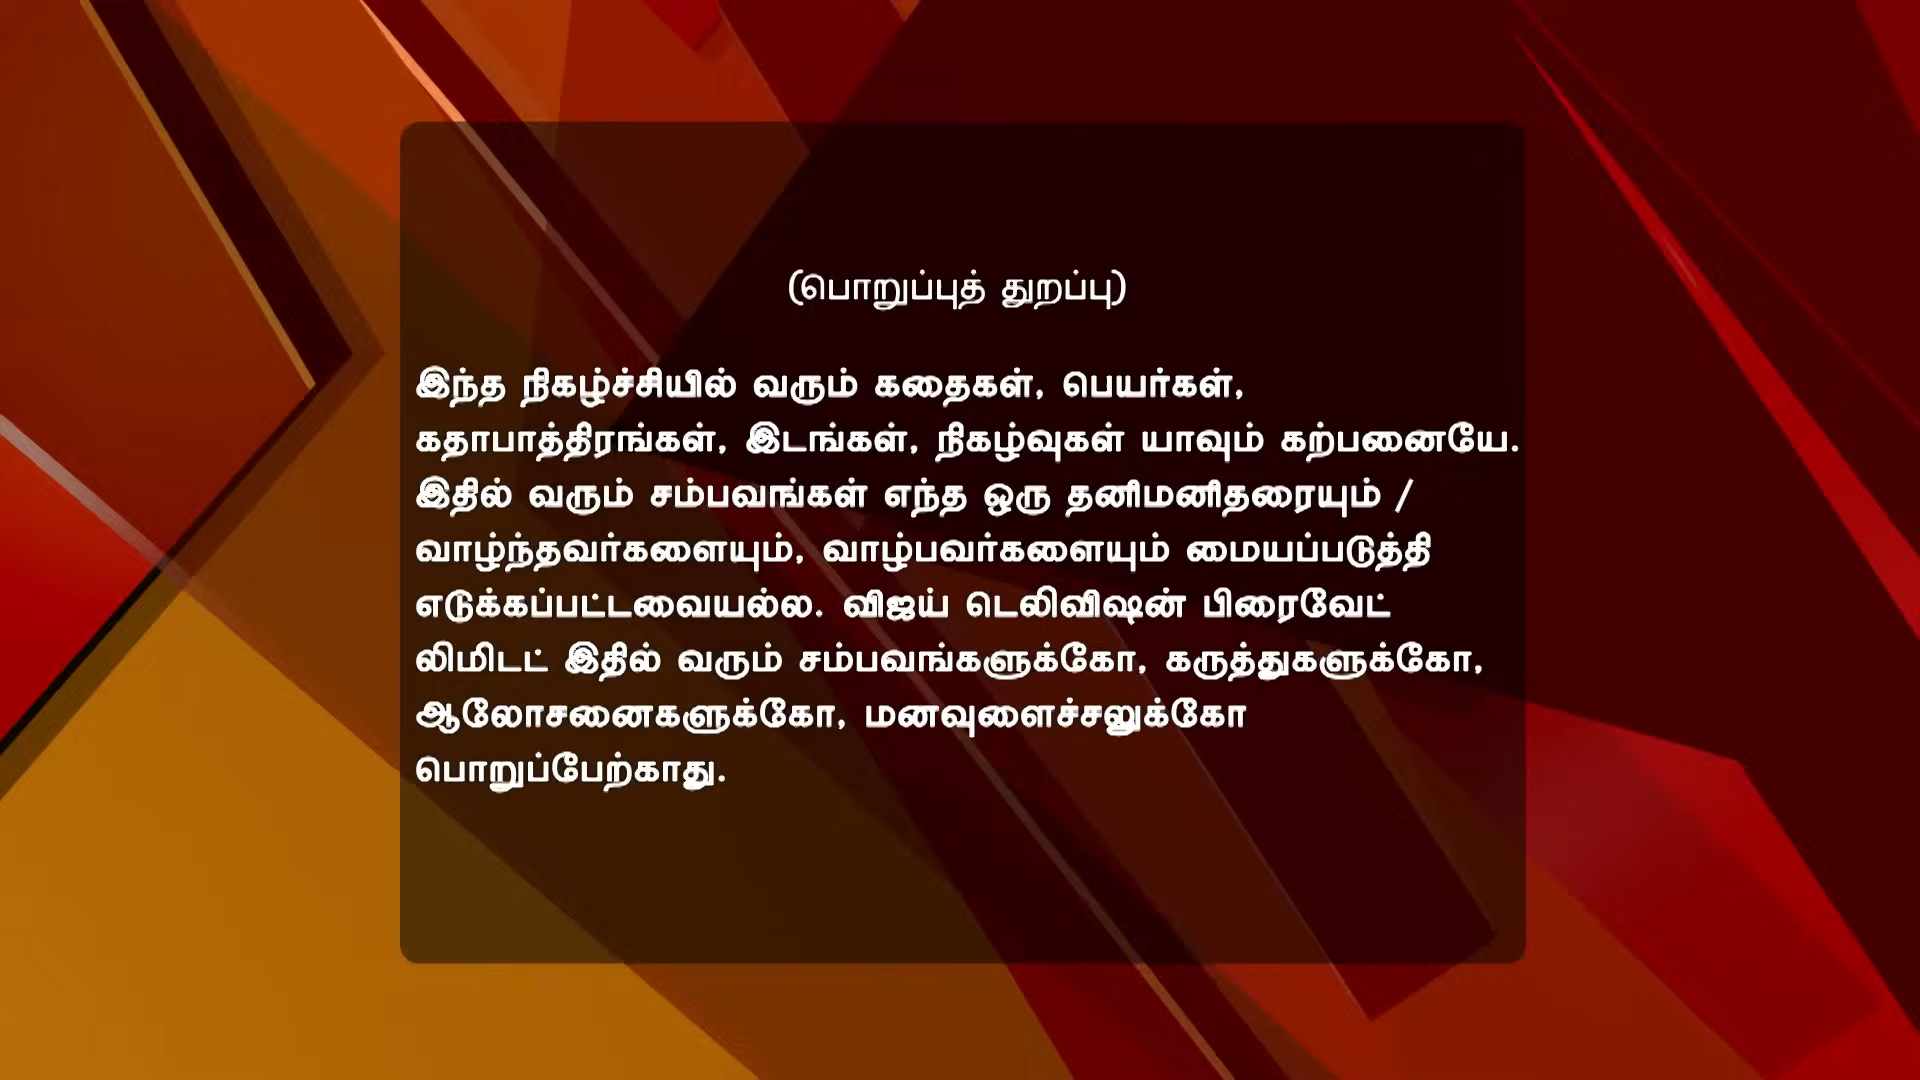 (பொறுப்புத் துறப்பு)
இந்த நிகழ்ச்சியில் வரும் கதைகள், பெயர்கள்,
கதாபாத்திரங்கள், இடங்கள், நிகழ்வுகள் யாவும் கற்பனையே.
இதில் வரும் சம்பவங்கள் எந்த ஒரு தனிமனிதரையும் /
வாழ்ந்தவர்களையும், வாழ்பவர்களையும் மையப்படுத்தி
எடுக்கப்பட்டவையல்ல. விஜய் டெலிவிஷன் பிரைவேட்
லிமிடட் இதில் வரும் சம்பவங்களுக்கோ, கருத்துகளுக்கோ,
ஆலோசனைகளுக்கோ, மனவுளைச்சலுக்கோ
பொறுப்பேற்காது.